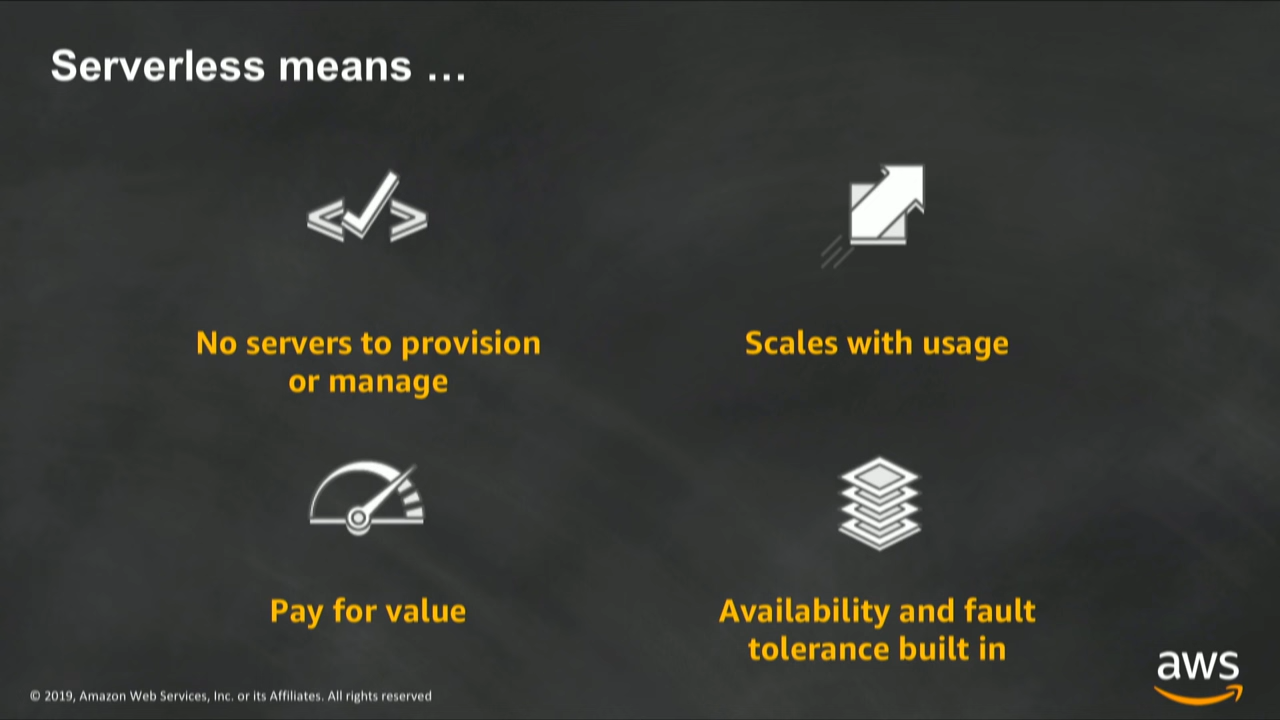 Serverless means …
No servers to provision
or manage
Scales with usage
Pay for value
Availability and fault
tolerance built in
© 2019, Amazon Web Services, Inc. or its Affiliates. All rights reserved
aws